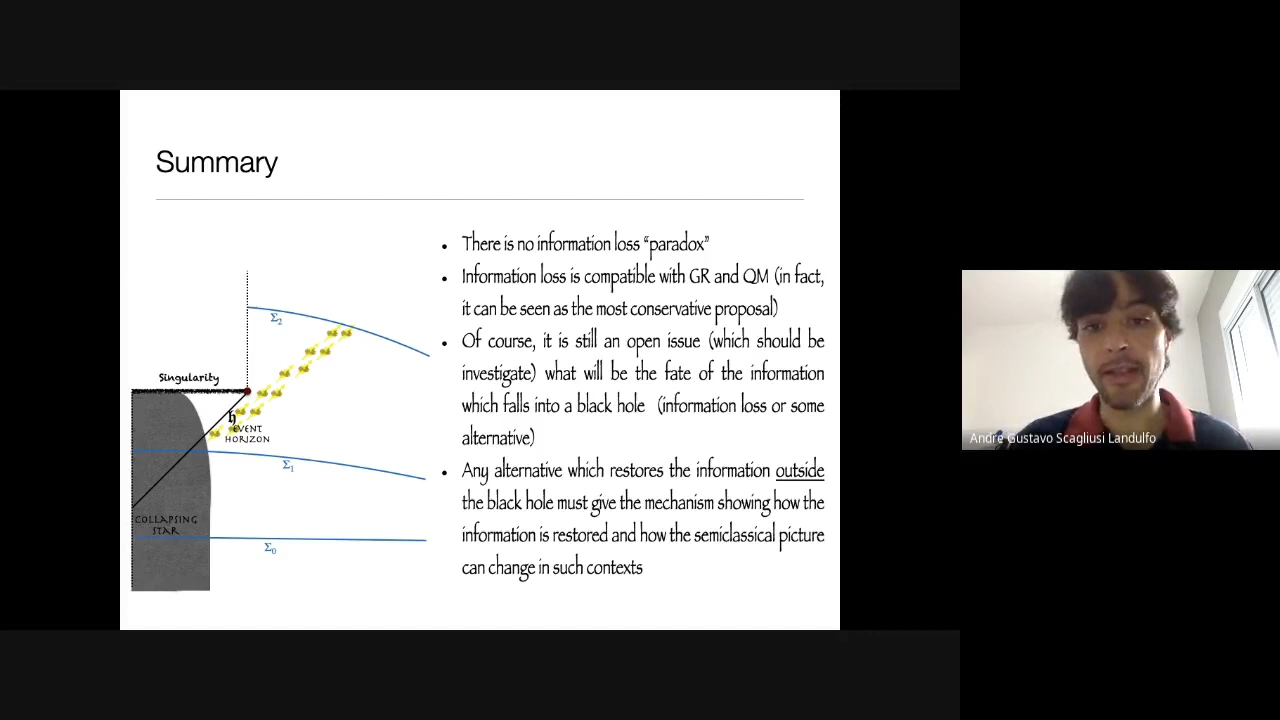 Summary
There is no information loss “paradox”
Information loss is compatible with GR and QM (in fact,
it can be seen as the most conservative proposal)
Of course, it is still an open issue (which should be
investigate) what will be the fate of the information
which falls into a black hole (information loss or some
alternative)
Any alternative which restores the information outside
the black hole must give the mechanism showing how the
information is restored and how the semiclassical picture
can change in such contexts
Σ2
Singularity
h
EVENT
HORIZON
Σ1
COLLAPSING
STAR
Σ0
Andre Gustavo Scagliusi Landulfo